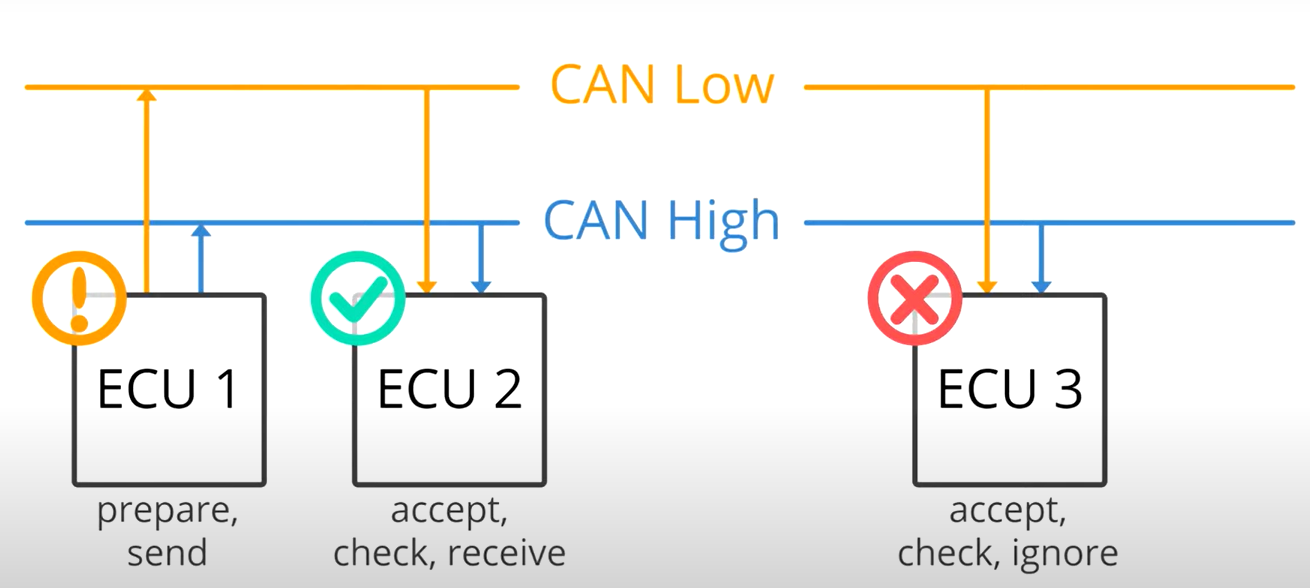 CAN Low
CAN High
ECU 1
ECU 2
ECU 3
prepare,
send
accept,
check, receive
accept,
check, ignore